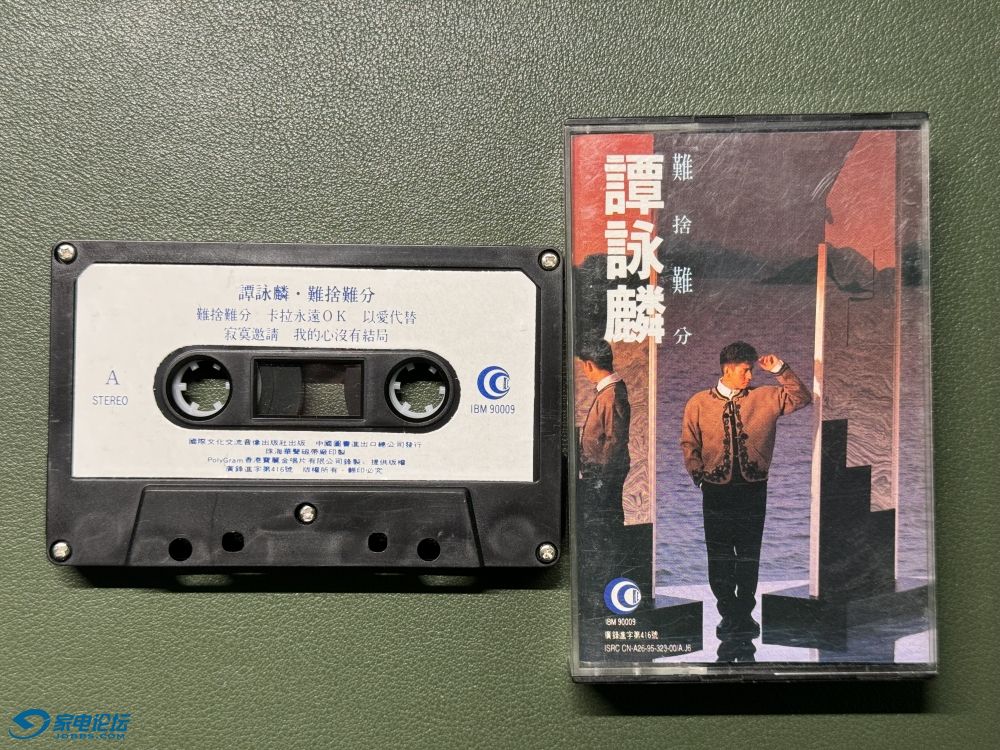 譚詠麟・難捨難分
難捨難分 卡拉永遠OK 以愛代替
寂寞邀請 我的心沒有結局
A
STEREO
IBM 90009
國際文化交流音像出版社出版 中國圖書進出口總公司發行
珠海華聲磁帶廠印製
PolyGram香港寶麗金唱片有限公司錄製、提供版權
廣錄進字第416號 版權所有・翻印必究
譚詠麟
難捨難分
IBM 90009
廣錄進字第416號
ISRC CN-A26-95-323-00/A.J6
家电论坛
JDBBS.COM